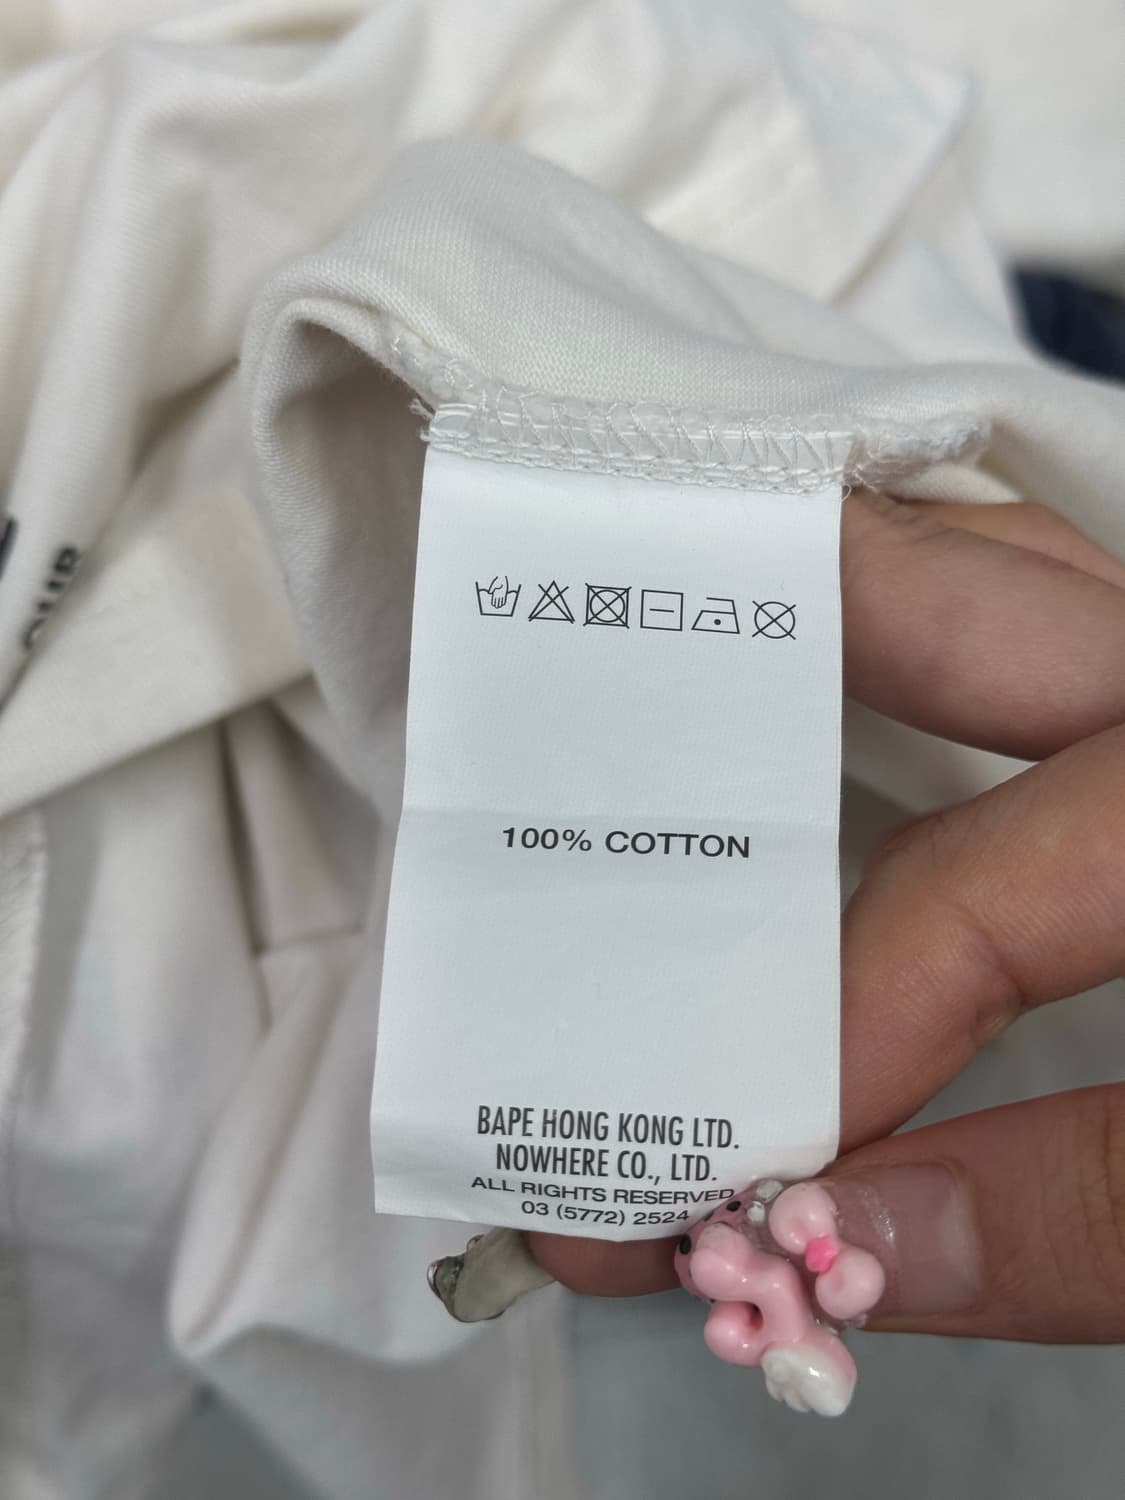 100% COTTON
BAPE HONG KONG LTD.
NOWHERE CO., LTD.
ALL RIGHTS RESERVED
03 (5772) 2524